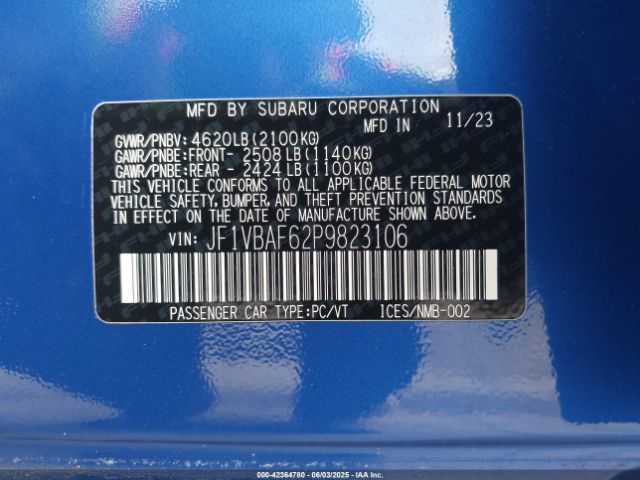 MFD BY SUBARU CORPORATION
MFD IN 11/23
GVWR/PNBV: 4620LB(2100KG)
GAWR/PNBE: FRONT- 2508 LB(1140KG)
GAWR/PNBE: REAR - 2424 LB(1100KG)
THIS VEHICLE CONFORMS TO ALL APPLICABLE FEDERAL MOTOR
VEHICLE SAFETY, BUMPER, AND THEFT PREVENTION STANDARDS
IN EFFECT ON THE DATE OF MANUFACTURE SHOWN ABOVE.
VIN: JF1VBAF62P9823106
PASSENGER CAR TYPE:PC/VT ICES/NMB-002
000-42364780 - 06/03/2025 - IAAI.COM